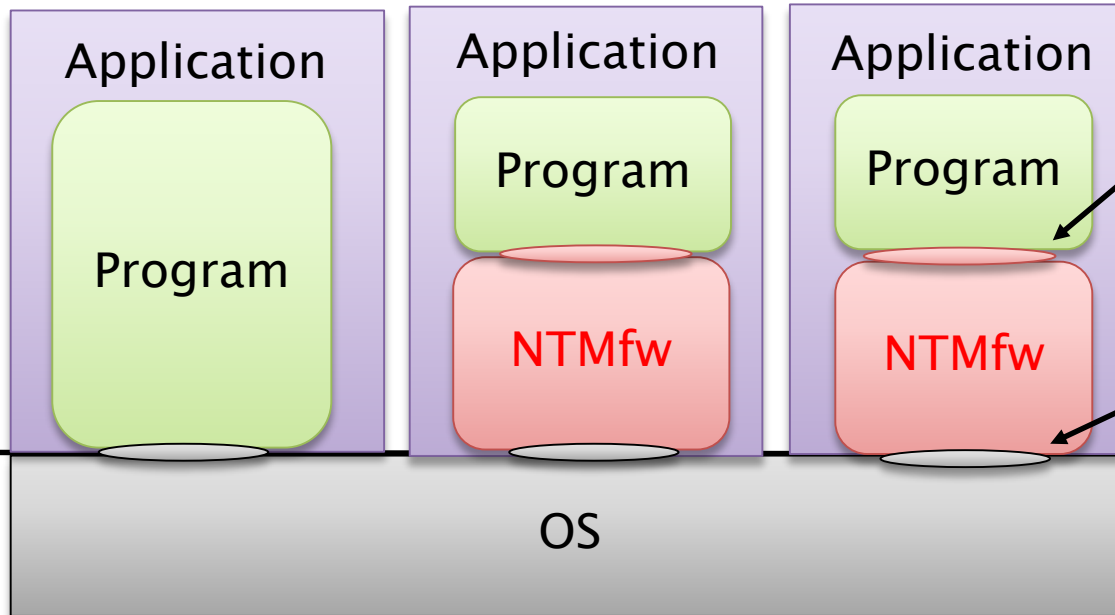 Application
Application
Application
Program
Program
Program
NTMfw
NTMfw
OS